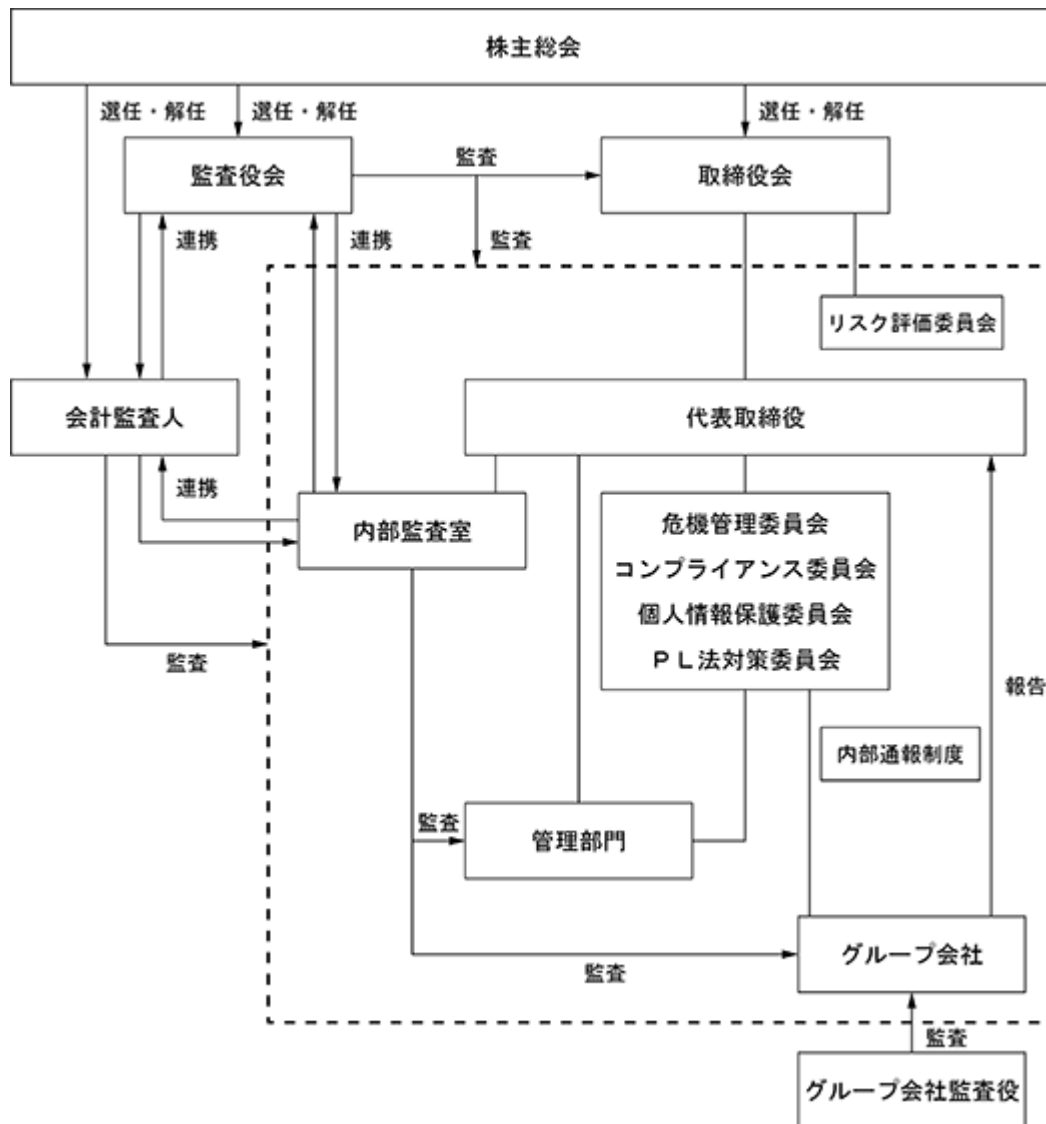 株主総会
選任・解任
選任・解任
選任・解任
監査役会
監査
取締役会
連携
連携
監査
リスク評価委員会
会計監査人
代表取締役
連携
内部監査室
危機管理委員会
コンプライアンス委員会
個人情報保護委員会
ＰＬ法対策委員会
監査
報告
内部通報制度
監査
管理部門
グループ会社
監査
監査
グループ会社監査役